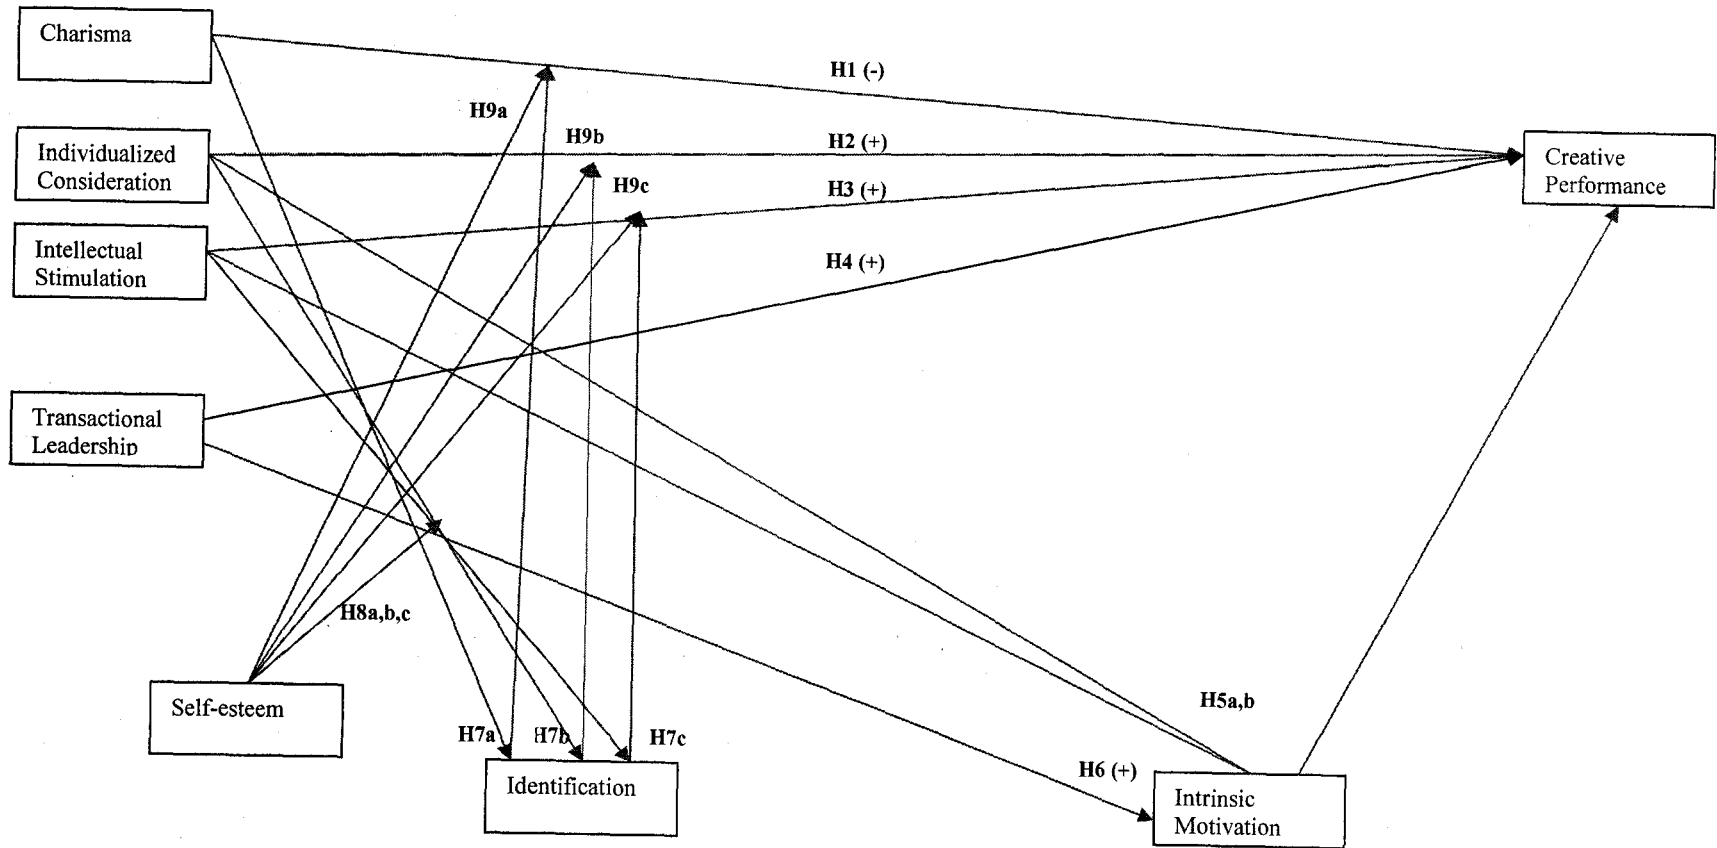 Charisma
H1 (-)
H9a
H9b
Individualized
Consideration
H2 (+)
Creative
Performance
H9c
H3 (+)
Intellectual
Stimulation
H4 (+)
Transactional
Leadership
H8a,b,c
Self-esteem
H5a,b
H7a
H7b
H7c
H6 (+)
Identification
Intrinsic
Motivation